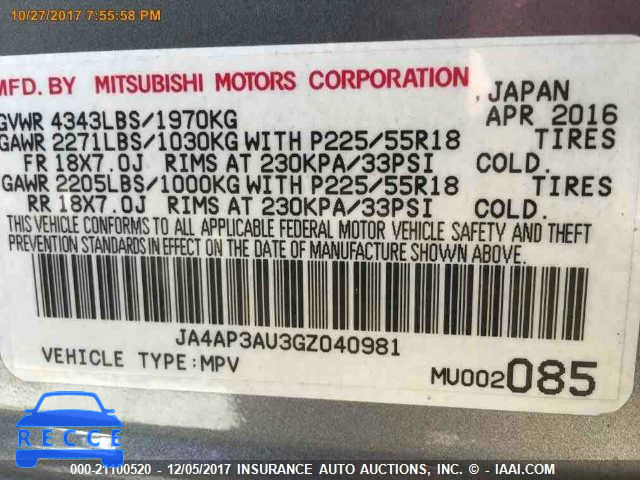 10/27/2017 7:55:58 PM
MFD. BY MITSUBISHI MOTORS CORPORATION, JAPAN
GVWR 4343LBS/1970KG APR 2016
GAWR 2271LBS/1030KG WITH P225/55R18 TIRES
FR 18X7.0J RIMS AT 230KPA/33PSI COLD.
GAWR 2205LBS/1000KG WITH P225/55R18 TIRES
RR 18X7.0J RIMS AT 230KPA/33PSI COLD.
THIS VEHICLE CONFORMS TO ALL APPLICABLE FEDERAL MOTOR VEHICLE SAFETY AND THEFT
PREVENTION STANDARDS IN EFFECT ON THE DATE OF MANUFACTURE SHOWN ABOVE.
JA4AP3AU3GZ040981
VEHICLE TYPE:MPV
MU002085
000-21100520 - 12/05/2017 INSURANCE AUTO AUCTIONS, INC. - IAAI.COM